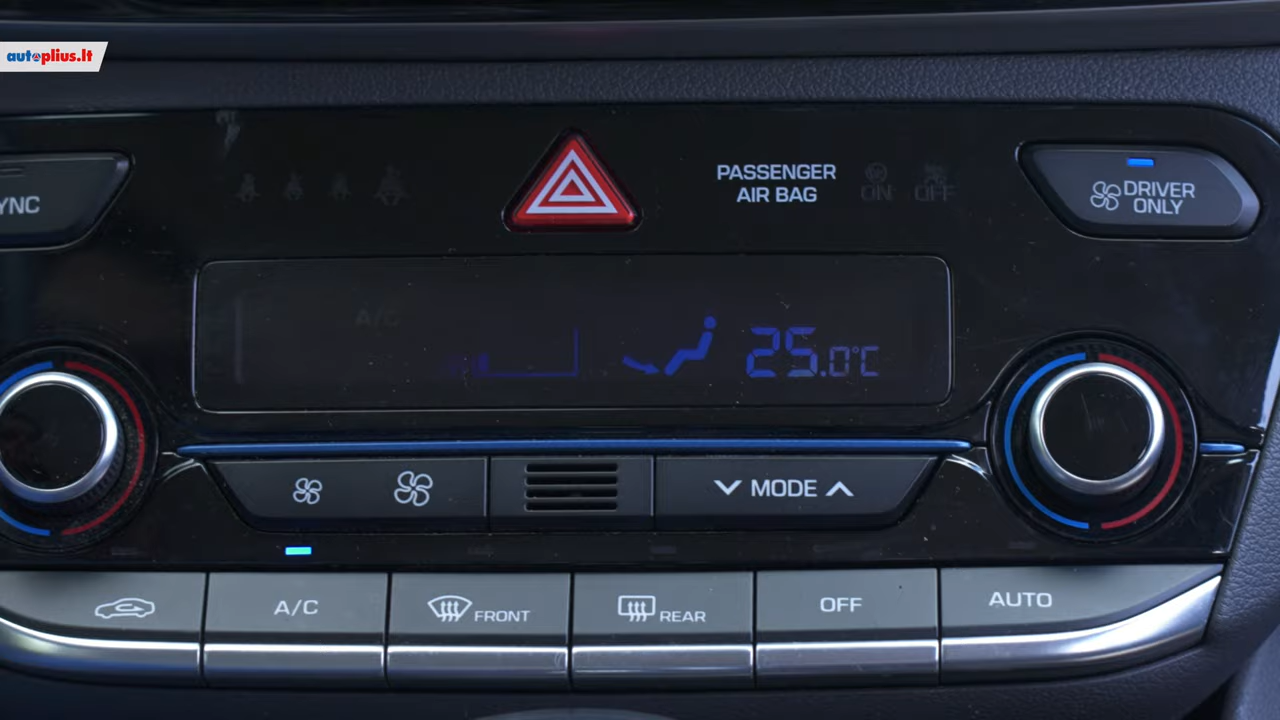 autoplius.lt
PASSENGER
AIR BAG
ON
OFF
DRIVER
ONLY
YNC
A/C
25.0°C
MODE
A/C
FRONT
REAR
OFF
AUTO